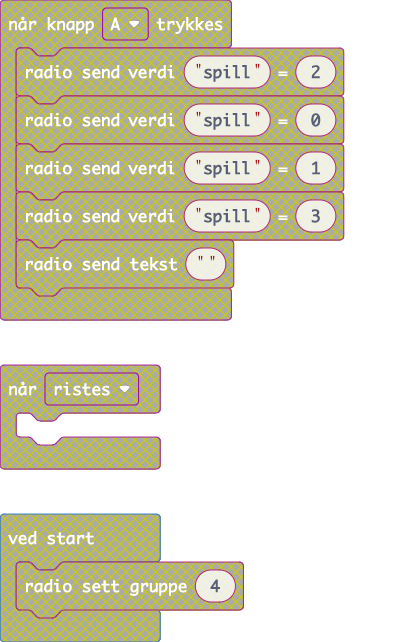 når knapp A trykkes
radio send verdi "spill" = 2
radio send verdi "spill" = 0
radio send verdi "spill" = 1
radio send verdi "spill" = 3
radio send tekst ""
når ristes
ved start
radio sett gruppe 4